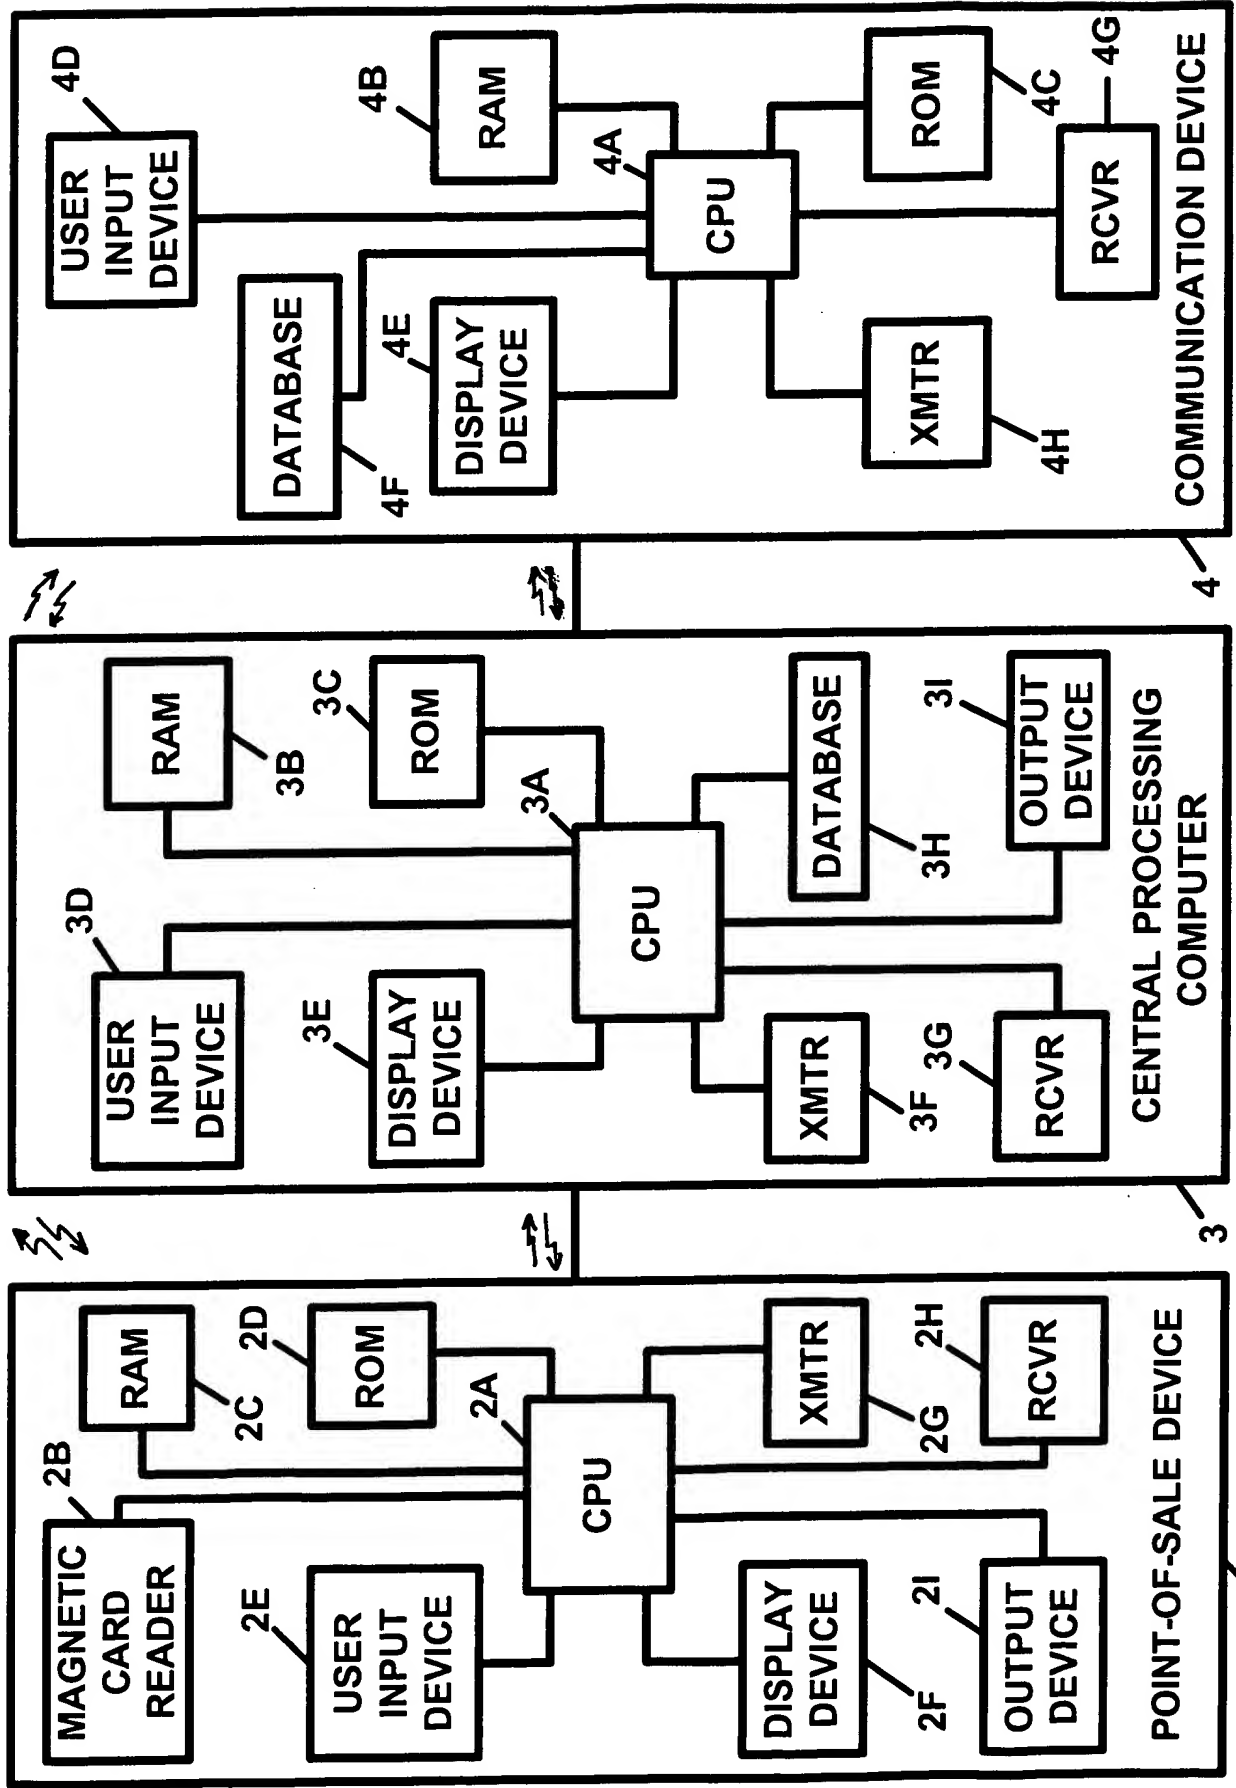 MAGNETIC
CARD
READER
2B
RAM
2C
2E
USER
INPUT
DEVICE
2D
ROM
2A
CPU
DISPLAY
DEVICE
2F
XMTR
2G
2I
OUTPUT
DEVICE
2H
RCVR
POINT-OF-SALE DEVICE
3D
USER
INPUT
DEVICE
RAM
3B
3E
DISPLAY
DEVICE
3C
ROM
3A
CPU
XMTR
3F
DATABASE
3H
3G
RCVR
3I
OUTPUT
DEVICE
CENTRAL PROCESSING
COMPUTER
3
4D
USER
INPUT
DEVICE
DATABASE
4F
4E
DISPLAY
DEVICE
4B
RAM
4A
CPU
XMTR
4H
ROM
4C
RCVR
4G
COMMUNICATION DEVICE
4